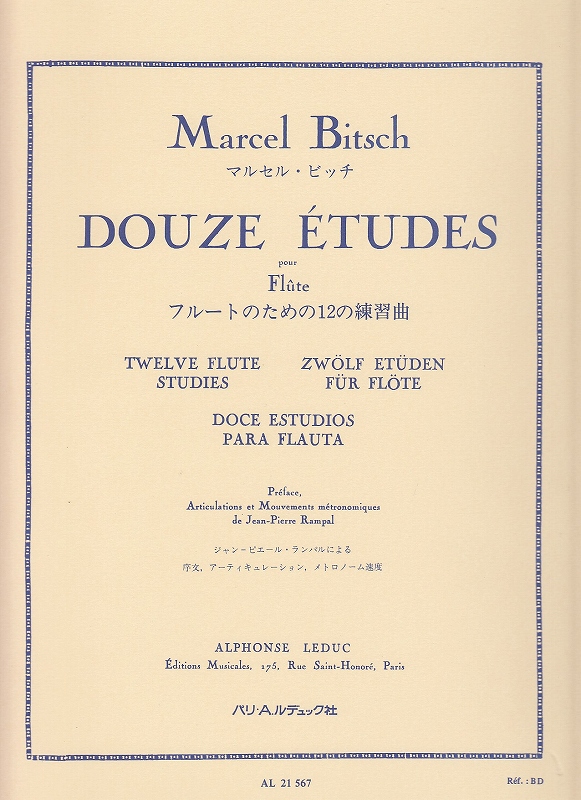 Marcel Bitsch
マルセル・ビッチ
DOUZE ÉTUDES
pour
Flûte
フルートのための12の練習曲
TWELVE FLUTE
STUDIES
ZWÖLF ETÜDEN
FÜR FLÖTE
DOCE ESTUDIOS
PARA FLAUTA
Préface,
Articulations et Mouvements métronomiques
de Jean-Pierre Rampal
ジャン−ピエール・ランパルによる
序文, アーティキュレーション, メトロノーム速度
ALPHONSE LEDUC
Éditions Musicales, 175, Rue Saint-Honoré, Paris
パリ・A.ルデュック社
AL 21 567
Réf. : BD